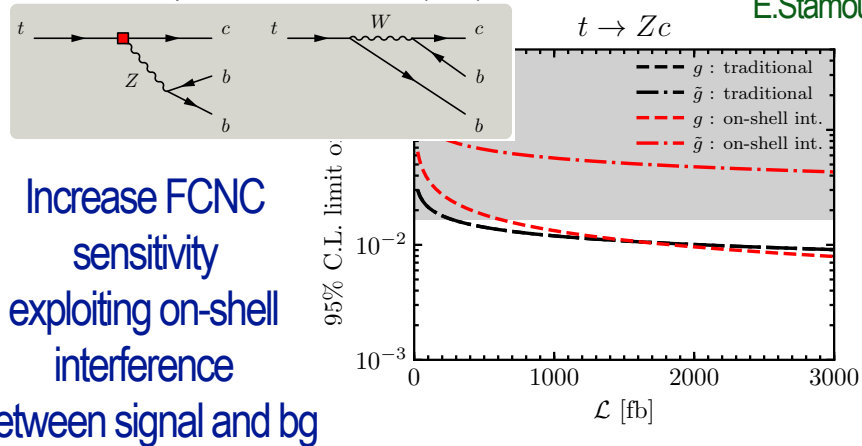 E.Stamou
t
c
Z
b
b
t
W
c
b
b
t → Zc
g : traditional
g̃ : traditional
g : on-shell int.
g̃ : on-shell int.
95% C.L. limit
10⁻²
10⁻³
0
1000
2000
3000
ℒ [fb]
Increase FCNC
sensitivity
exploiting on-shell
interference
between signal and bg